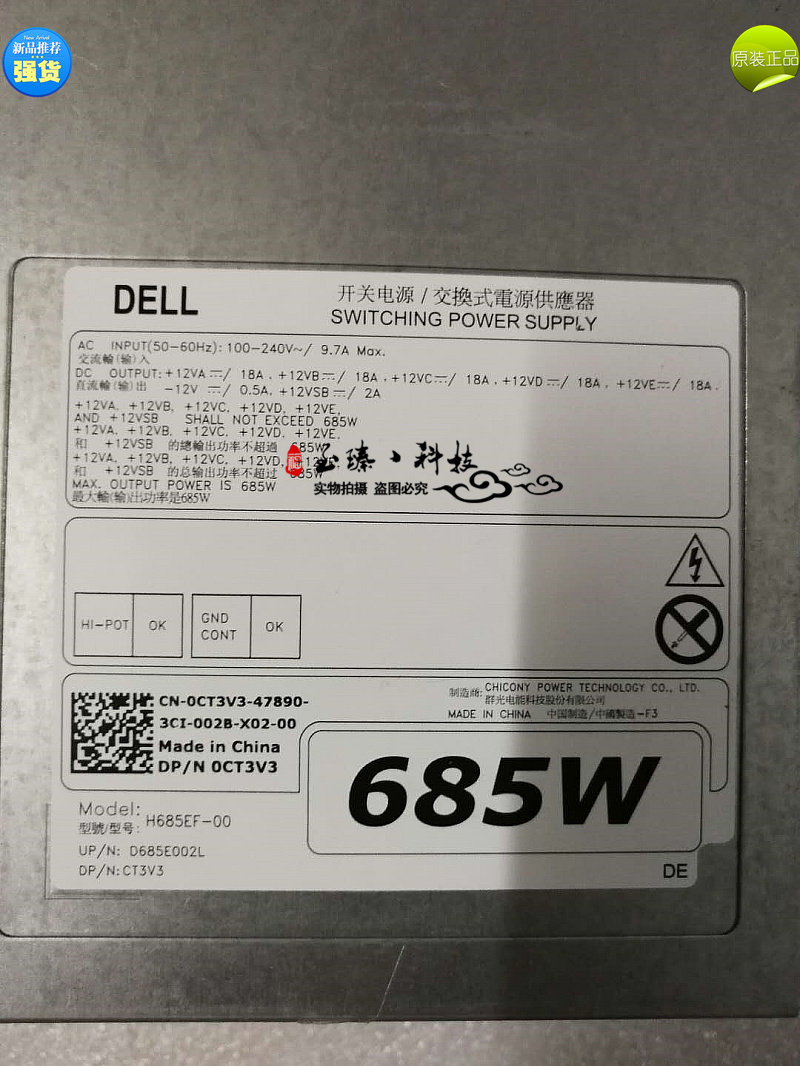 New Arrival
新品推荐
强货
原装正品
DELL
开关电源 / 交換式電源供應器
SWITCHING POWER SUPPLY
AC INPUT(50-60Hz): 100-240V~/ 9.7A Max.
交流輸(输)入
DC OUTPUT: +12VA ⎓/ 18A , +12VB ⎓/ 18A , +12VC ⎓/ 18A , +12VD ⎓/ 18A , +12VE ⎓/ 18A .
直流輸(输)出 -12V ⎓/ 0.5A, +12VSB ⎓/ 2A
+12VA, +12VB, +12VC, +12VD, +12VE,
AND +12VSB SHALL NOT EXCEED 685W
+12VA, +12VB, +12VC, +12VD, +12VE,
和 +12VSB 的總輸出功率不超過 685W
+12VA, +12VB, +12VC, +12VD, +12VE,
和 +12VSB 的总输出功率不超过 685W
MAX. OUTPUT POWER IS 685W
最大輸(输)出功率是685W
臻、科技
实物拍摄 盗图必究
HI-POT OK
GND CONT OK
CN-0CT3V3-47890-
3CI-002B-X02-00
Made in China
DP/N 0CT3V3
制造商: CHICONY POWER TECHNOLOGY CO., LTD.
群光电能科技股份有限公司
MADE IN CHINA 中国制造/中國製造-F3
685W
Model:
型號/型号: H685EF-00
UP/N: D685E002L
DP/N: CT3V3
DE